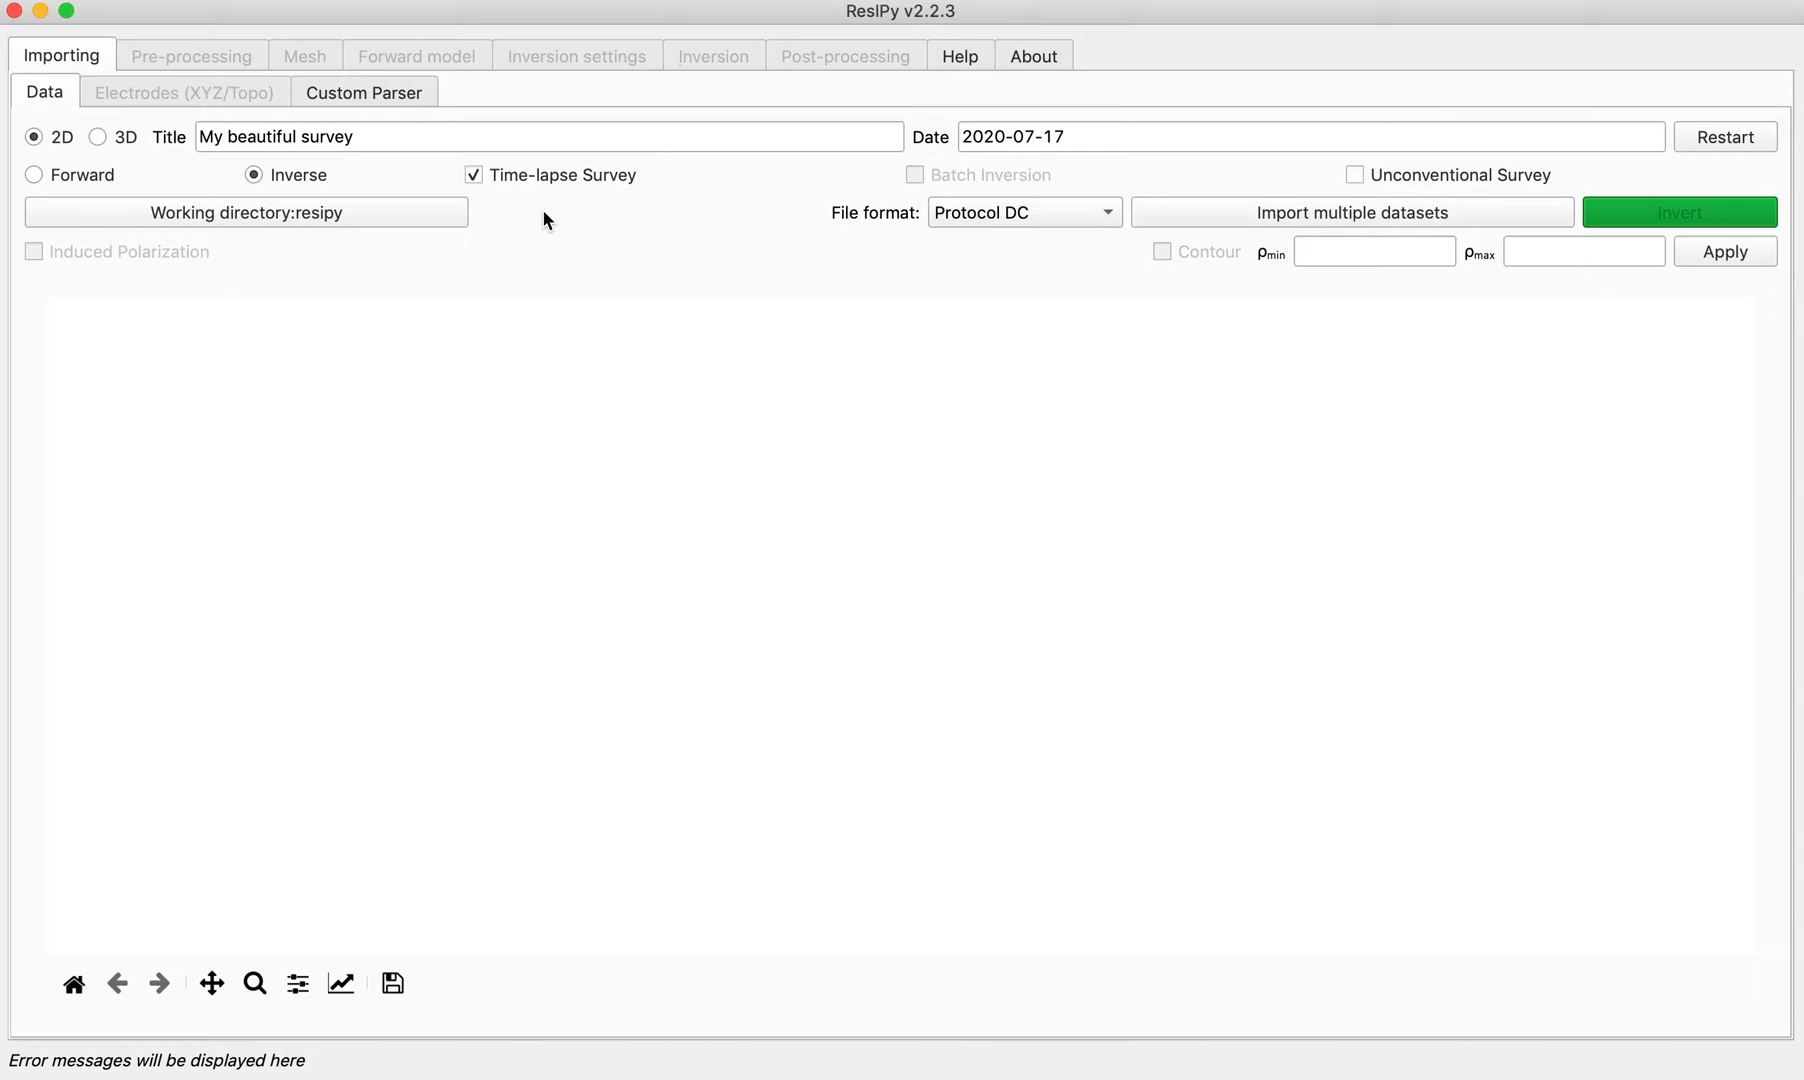 ResIPy v2.2.3
Importing Pre-processing Mesh Forward model Inversion settings Inversion Post-processing Help About
Data Electrodes (XYZ/Topo) Custom Parser
2D 3D Title My beautiful survey Date 2020-07-17 Restart
Forward Inverse Time-lapse Survey Batch Inversion Unconventional Survey
Working directory:resipy File format: Protocol DC Import multiple datasets Invert
Induced Polarization Contour ρmin ρmax Apply
Error messages will be displayed here